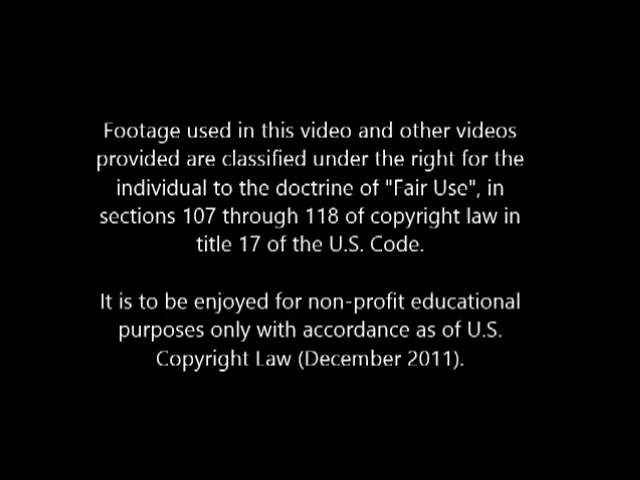 Footage used in this video and other videos
provided are classified under the right for the
individual to the doctrine of "Fair Use", in
sections 107 through 118 of copyright law in
title 17 of the U.S. Code.
It is to be enjoyed for non-profit educational
purposes only with accordance as of U.S.
Copyright Law (December 2011).